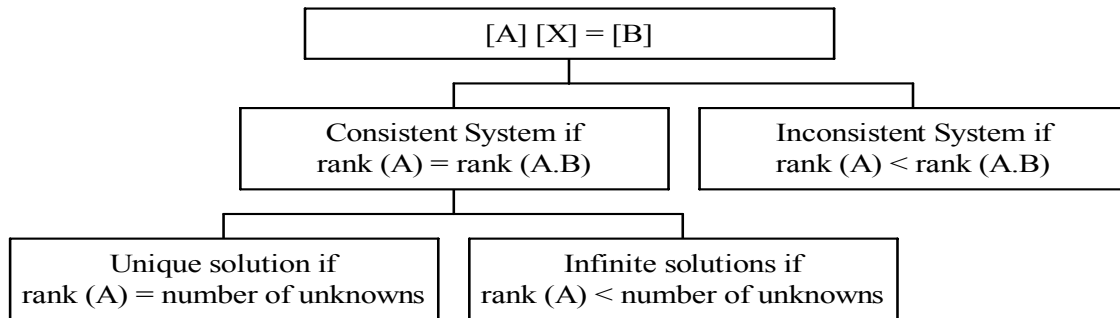 [A] [X] = [B]
Consistent System if
rank (A) = rank (A.B)
Inconsistent System if
rank (A) < rank (A.B)
Unique solution if
rank (A) = number of unknowns
Infinite solutions if
rank (A) < number of unknowns